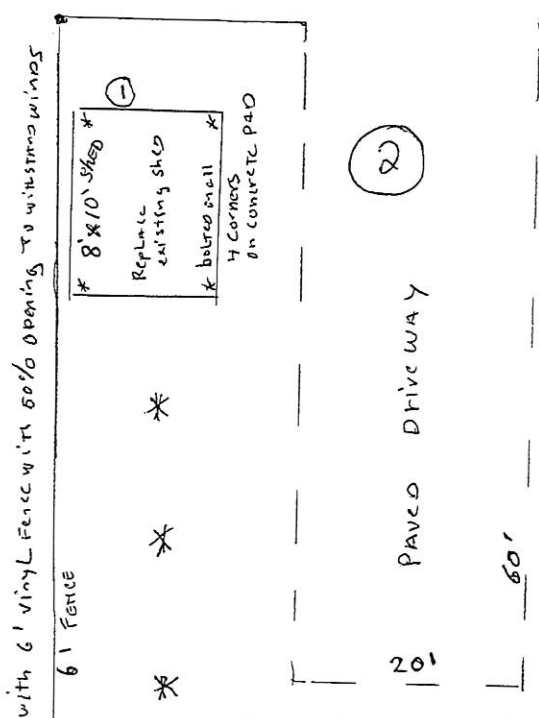 with 6' vinyl Fence with 50% opening To withstand winds
6' FENCE
①
* 8'x10' SHED *
Replace
existing shed
* bolted on all *
4 corners
on concrete PAD
* * *
②
PAVED DriveWAY
60'
20'